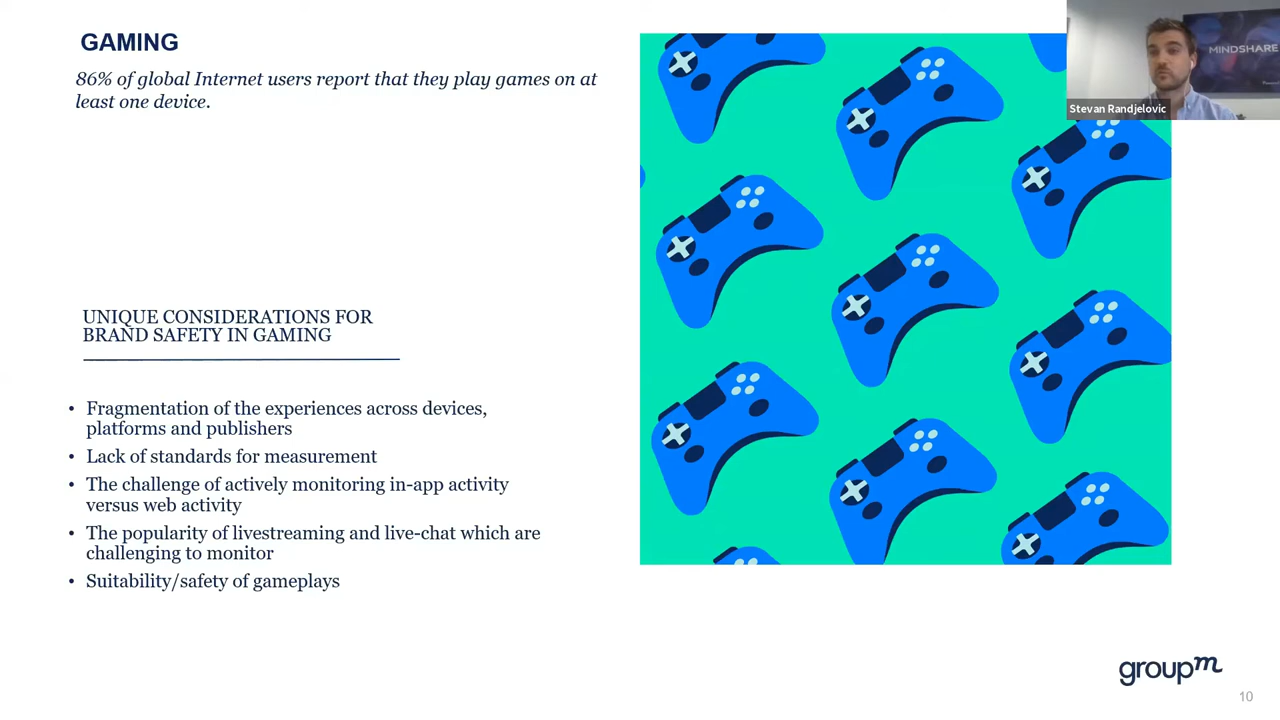 GAMING
86% of global Internet users report that they play games on at
least one device.
MINDSHARE
Stevan Randjelovic
UNIQUE CONSIDERATIONS FOR
BRAND SAFETY IN GAMING
• Fragmentation of the experiences across devices,
platforms and publishers
• Lack of standards for measurement
• The challenge of actively monitoring in-app activity
versus web activity
• The popularity of livestreaming and live-chat which are
challenging to monitor
• Suitability/safety of gameplays
groupm
10